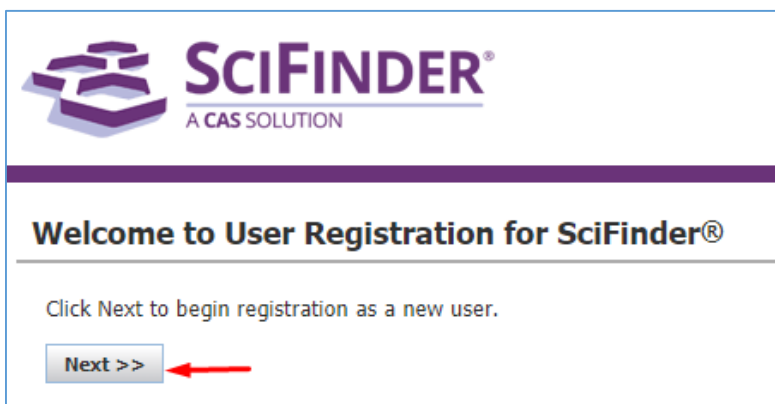 SCIFINDER®
A CAS SOLUTION
Welcome to User Registration for SciFinder®
Click Next to begin registration as a new user.
Next >>